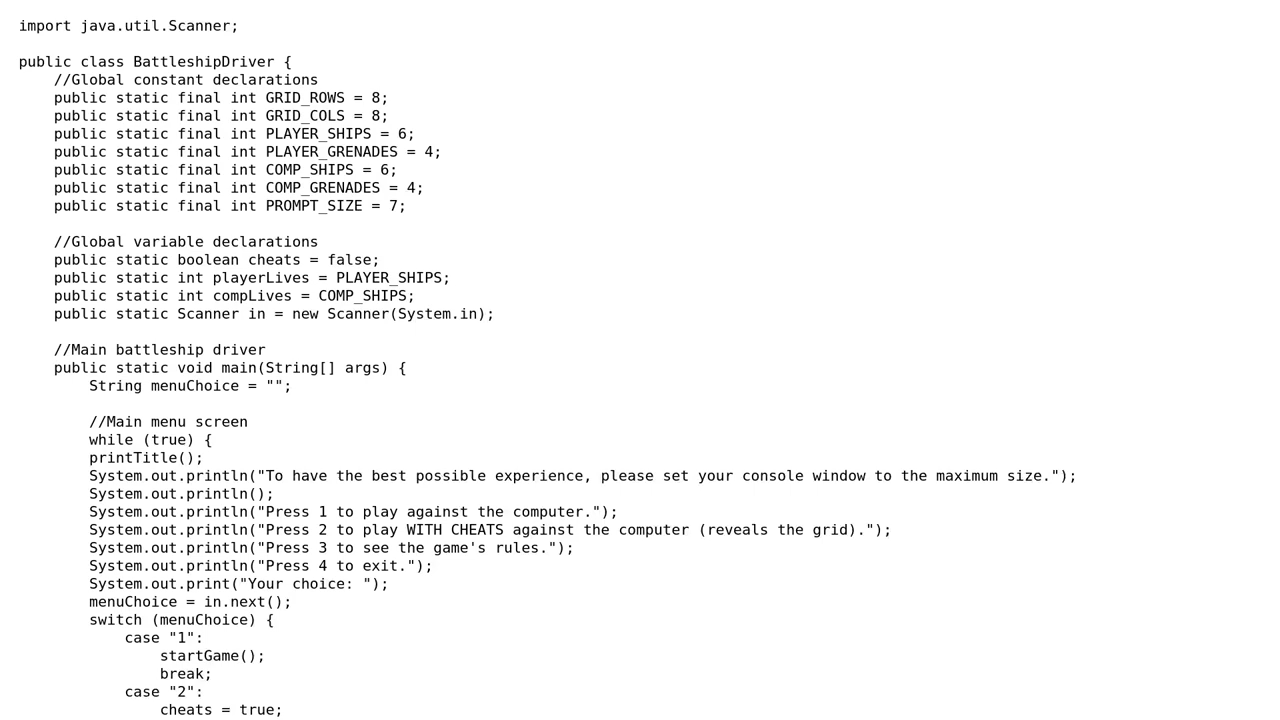 import java.util.Scanner;

public class BattleshipDriver {
    //Global constant declarations
    public static final int GRID_ROWS = 8;
    public static final int GRID_COLS = 8;
    public static final int PLAYER_SHIPS = 6;
    public static final int PLAYER_GRENADES = 4;
    public static final int COMP_SHIPS = 6;
    public static final int COMP_GRENADES = 4;
    public static final int PROMPT_SIZE = 7;

    //Global variable declarations
    public static boolean cheats = false;
    public static int playerLives = PLAYER_SHIPS;
    public static int compLives = COMP_SHIPS;
    public static Scanner in = new Scanner(System.in);

    //Main battleship driver
    public static void main(String[] args) {
        String menuChoice = "";

        //Main menu screen
        while (true) {
        printTitle();
        System.out.println("To have the best possible experience, please set your console window to the maximum size.");
        System.out.println();
        System.out.println("Press 1 to play against the computer.");
        System.out.println("Press 2 to play WITH CHEATS against the computer (reveals the grid).");
        System.out.println("Press 3 to see the game's rules.");
        System.out.println("Press 4 to exit.");
        System.out.print("Your choice: ");
        menuChoice = in.next();
        switch (menuChoice) {
            case "1":
                startGame();
                break;
            case "2":
                cheats = true;